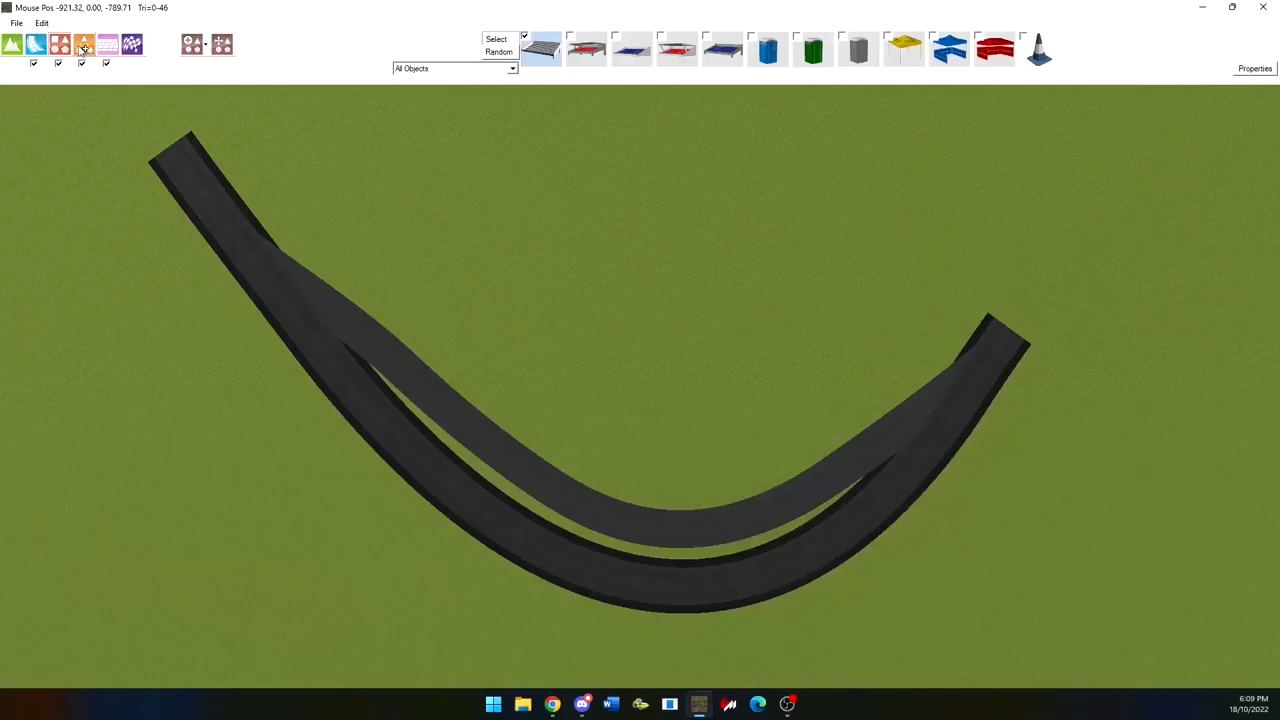 Mouse Pos -921.32, 0.00, -789.71   Tri=0-46
File   Edit
Select
Random
All Objects
Properties
6:09 PM
18/10/2022